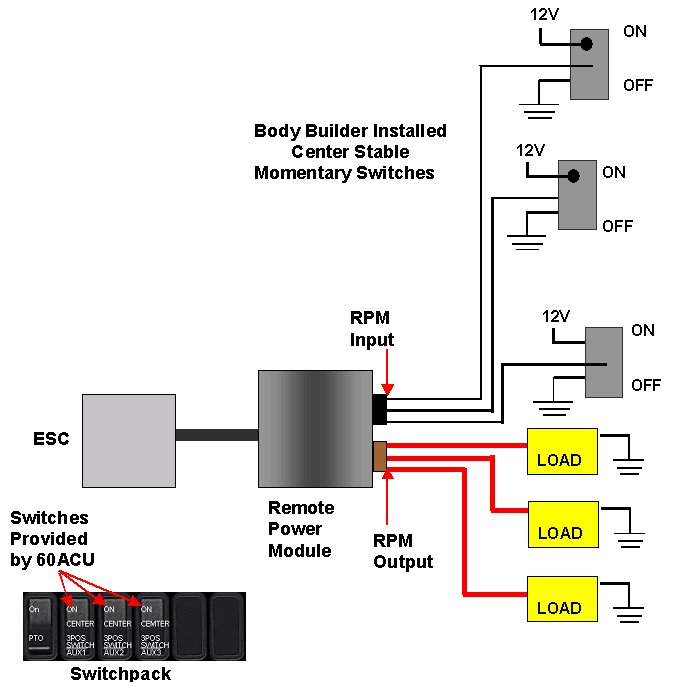 12V
ON
OFF
Body Builder Installed
Center Stable
Momentary Switches
12V
ON
OFF
RPM
Input
12V
ON
OFF
ESC
LOAD
Remote
Power
Module
RPM
Output
LOAD
LOAD
Switches
Provided
by 60ACU
On
PTO
ON
CENTER
3POS
SWITCH
AUX1
ON
CENTER
3POS
SWITCH
AUX2
ON
CEMTER
3POS
SWITCH
AUX3
Switchpack